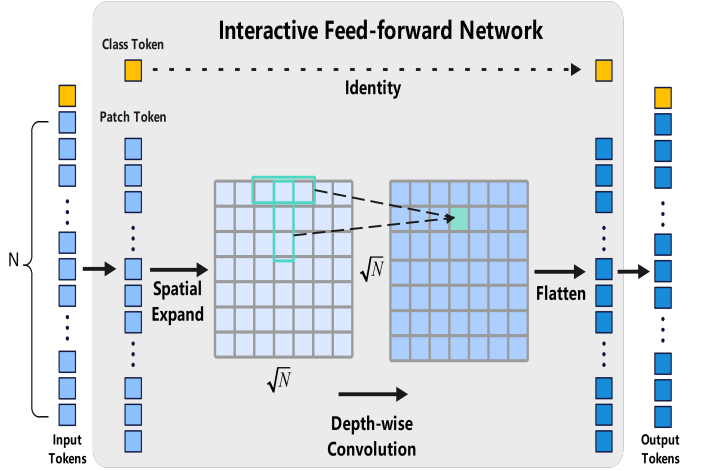 Interactive Feed-forward Network
Class Token
Identity
Patch Token
N
Spatial
Expand
√N
√N
Flatten
Depth-wise
Convolution
Input
Tokens
Output
Tokens